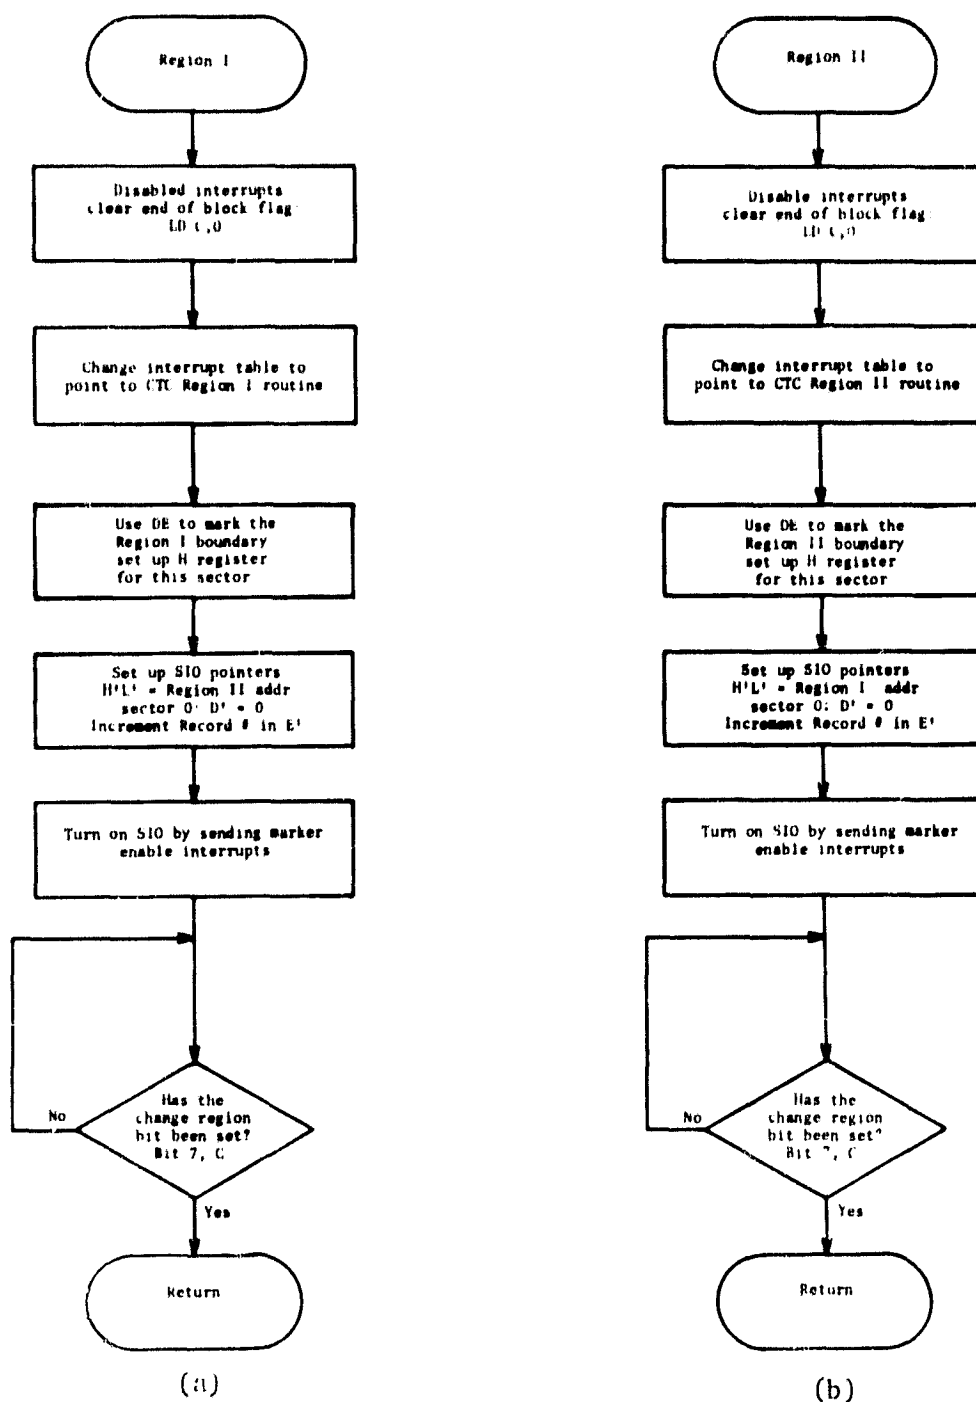 Region I
Disabled interrupts
clear end of block flag
LD C,0
Change interrupt table to
point to CTC Region I routine
Use DE to mark the
Region I boundary
set up H register
for this sector
Set up SIO pointers
H'L' = Region II addr
sector 0: D' = 0
Increment Record # in E'
Turn on SIO by sending marker
enable interrupts
Has the
change region
bit been set?
Bit 7, C
No
Yes
Return
(a)
Region II
Disable interrupts
clear end of block flag
LD C,0
Change interrupt table to
point to CTC Region II routine
Use DE to mark the
Region II boundary
set up H register
for this sector
Set up SIO pointers
H'L' = Region I addr
sector 0: D' = 0
Increment Record # in E'
Turn on SIO by sending marker
enable interrupts
Has the
change region
bit been set?
Bit 7, C
No
Yes
Return
(b)